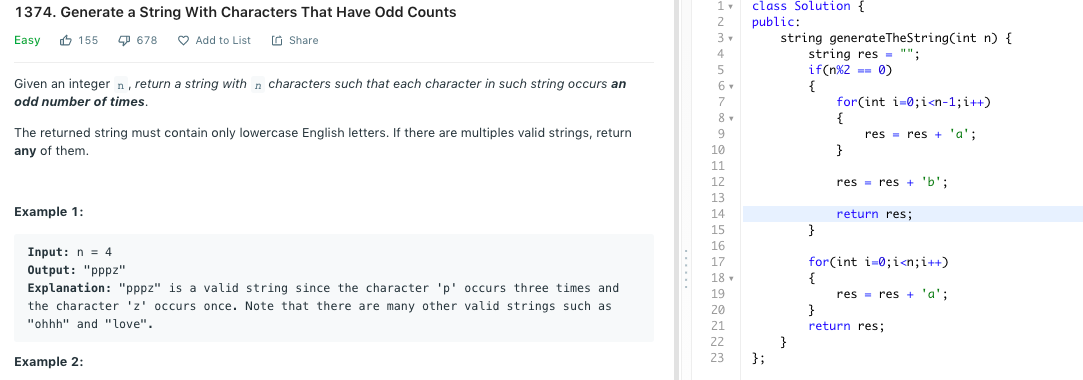 1374. Generate a String With Characters That Have Odd Counts
Easy 155 678 Add to List Share
Given an integer n , return a string with n characters such that each character in such string occurs an
odd number of times.
The returned string must contain only lowercase English letters. If there are multiples valid strings, return
any of them.
Example 1:
Input: n = 4
Output: "pppz"
Explanation: "pppz" is a valid string since the character 'p' occurs three times and
the character 'z' occurs once. Note that there are many other valid strings such as
"ohhh" and "love".
Example 2:
1 class Solution {
2 public:
3 string generateTheString(int n) {
4 string res = "";
5 if(n%2 == 0)
6 {
7 for(int i=0;i<n-1;i++)
8 {
9 res = res + 'a';
10 }
11
12 res = res + 'b';
13
14 return res;
15 }
16
17 for(int i=0;i<n;i++)
18 {
19 res = res + 'a';
20 }
21 return res;
22 }
23 };